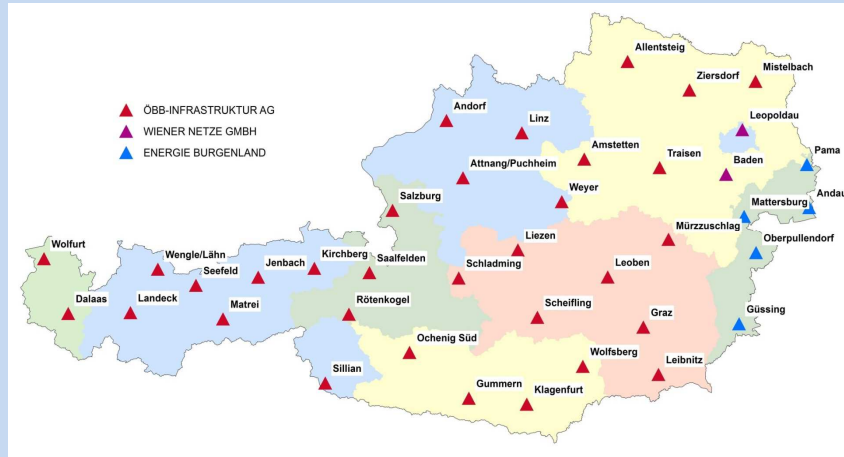 Allentsteig
Mistelbach
Ziersdorf
ÖBB-INFRASTRUKTUR AG
WIENER NETZE GMBH
ENERGIE BURGENLAND
Andorf
Linz
Leopoldau
Amstetten
Traisen
Baden
Pama
Attnang/Puchheim
Weyer
Andau
Mattersburg
Salzburg
Mürzzuschlag
Oberpullendorf
Wolfurt
Wengle/Lähn
Seefeld
Jenbach
Kirchberg
Saalfelden
Liezen
Schladming
Leoben
Dalaas
Landeck
Matrei
Rötenkogel
Scheifling
Graz
Güssing
Ochenig Süd
Wolfsberg
Leibnitz
Sillian
Gummern
Klagenfurt